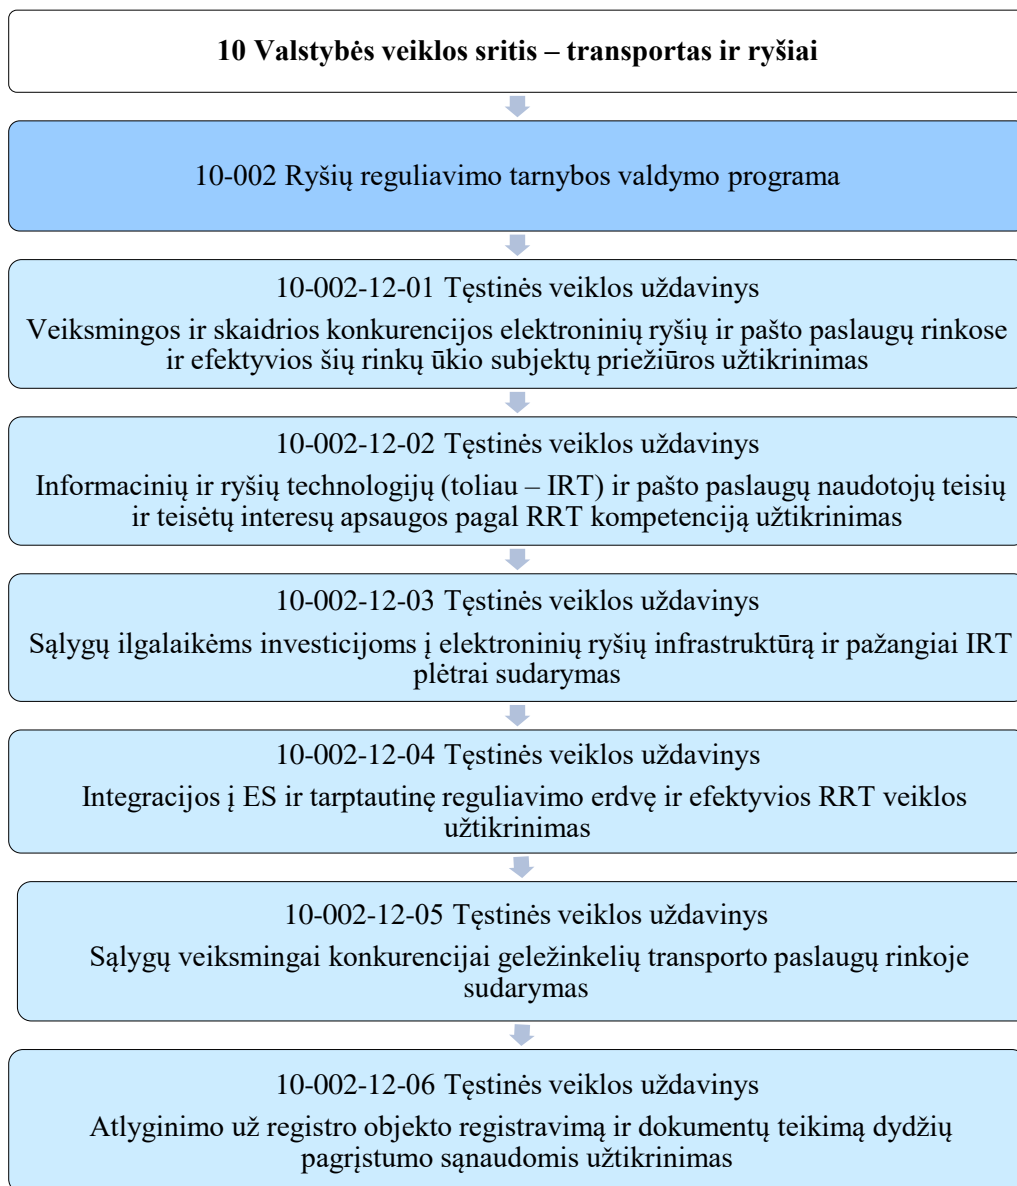 10 Valstybės veiklos sritis – transportas ir ryšiai
10-002 Ryšių reguliavimo tarnybos valdymo programa
10-002-12-01 Tęstinės veiklos uždavinys
Veiksmingos ir skaidrios konkurencijos elektroninių ryšių ir pašto paslaugų rinkose
ir efektyvios šių rinkų ūkio subjektų priežiūros užtikrinimas
10-002-12-02 Tęstinės veiklos uždavinys
Informacinių ir ryšių technologijų (toliau – IRT) ir pašto paslaugų naudotojų teisių
ir teisėtų interesų apsaugos pagal RRT kompetenciją užtikrinimas
10-002-12-03 Tęstinės veiklos uždavinys
Sąlygų ilgalaikėms investicijoms į elektroninių ryšių infrastruktūrą ir pažangiai IRT
plėtrai sudarymas
10-002-12-04 Tęstinės veiklos uždavinys
Integracijos į ES ir tarptautinę reguliavimo erdvę ir efektyvios RRT veiklos
užtikrinimas
10-002-12-05 Tęstinės veiklos uždavinys
Sąlygų veiksmingai konkurencijai geležinkelių transporto paslaugų rinkoje
sudarymas
10-002-12-06 Tęstinės veiklos uždavinys
Atlyginimo už registro objekto registravimą ir dokumentų teikimą dydžių
pagrįstumo sąnaudomis užtikrinimas